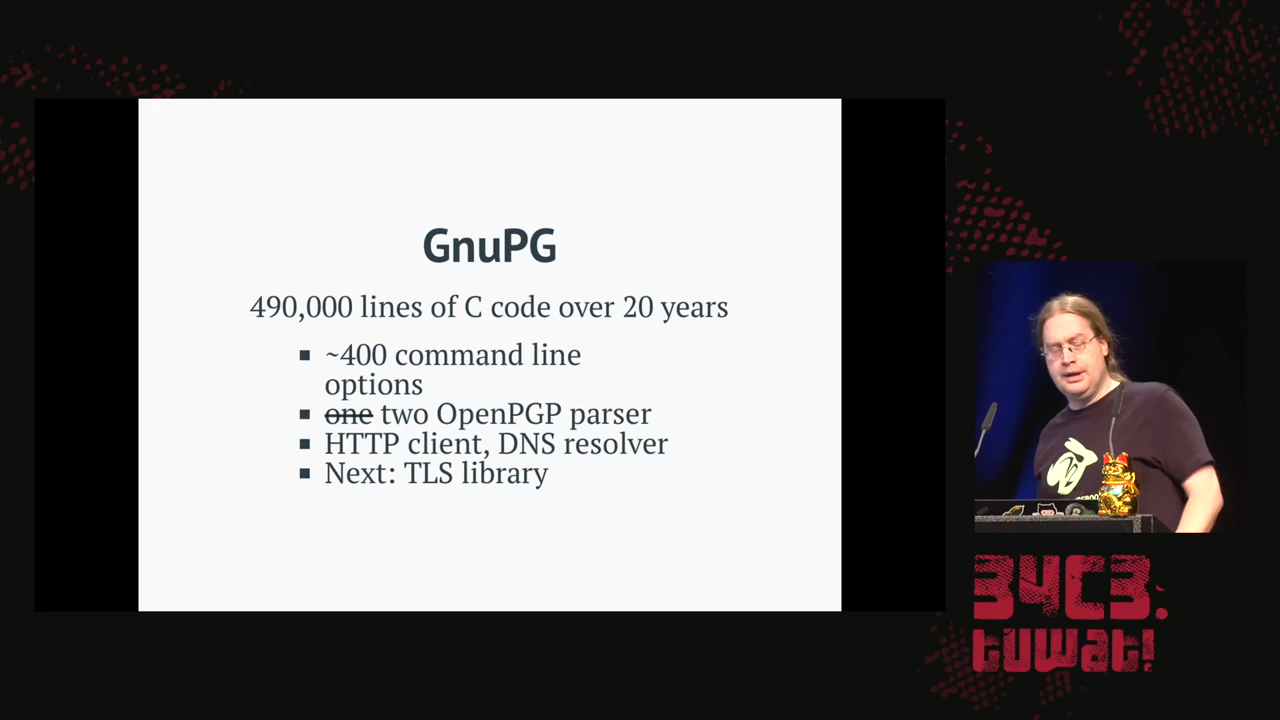 GnuPG
490,000 lines of C code over 20 years
~400 command line
options
one two OpenPGP parser
HTTP client, DNS resolver
Next: TLS library
34C3.
tuwat!